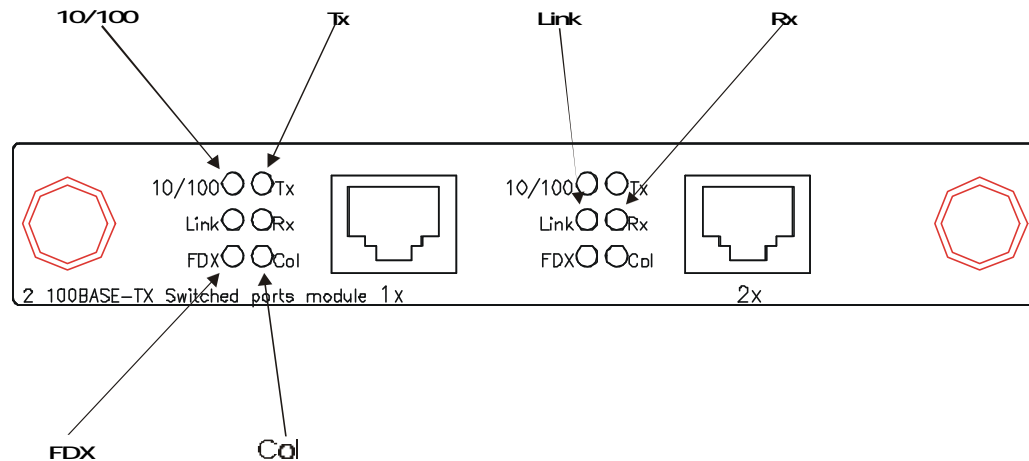 10/100 Tx Link Rx
10/100 Tx 10/100 Tx
Link Rx Link Rx
FDX Col FDX Col
2 100BASE-TX Switched ports module 1x 2x
FDX Col